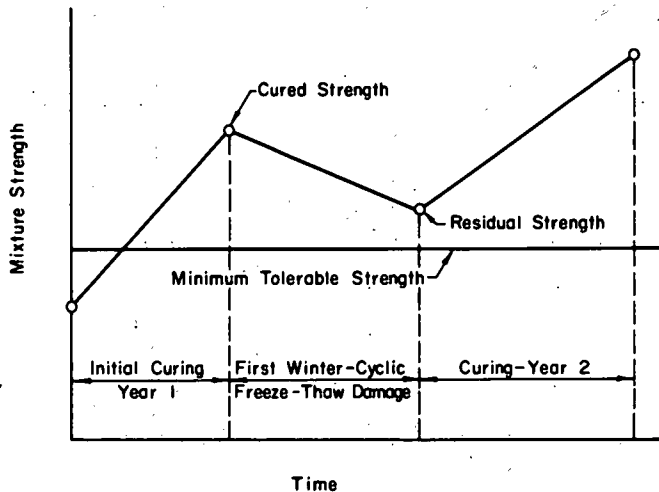 Mixture Strength
Cured Strength
Residual Strength
Minimum Tolerable Strength
Initial Curing
Year 1
First Winter-Cyclic
Freeze-Thaw Damage
Curing-Year 2
Time